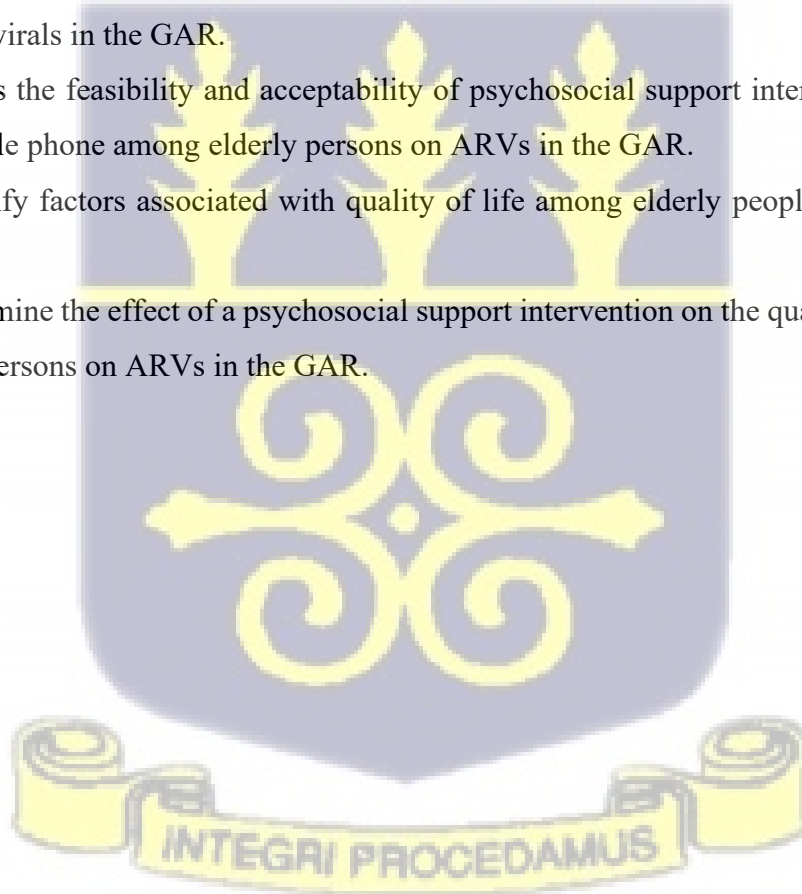 virals in the GAR.
s the feasibility and acceptability of psychosocial support inter
le phone among elderly persons on ARVs in the GAR.
fy factors associated with quality of life among elderly peopl
mine the effect of a psychosocial support intervention on the qua
ersons on ARVs in the GAR.
INTEGRI PROCEDAMUS